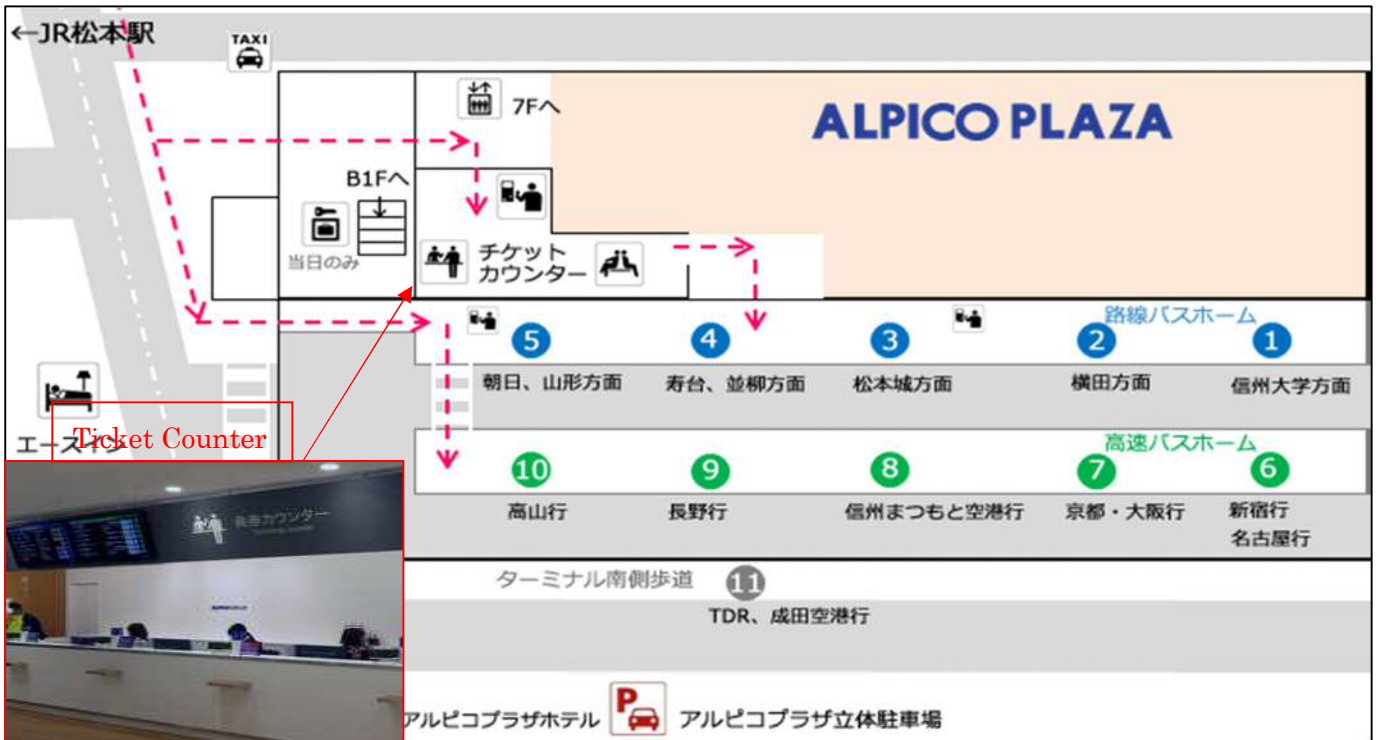 ←JR松本駅
TAXI
7Fへ
ALPICO PLAZA
B1Fへ
当日のみ
チケット
カウンター
路線バスホーム
5
4
3
2
1
朝日、山形方面
寿台、並柳方面
松本城方面
横田方面
信州大学方面
エースイン
Ticket Counter
高速バスホーム
10
9
8
7
6
高山行
長野行
信州まつもと空港行
京都・大阪行
新宿行
名古屋行
ターミナル南側歩道
11
TDR、成田空港行
アルピコプラザホテル
P
アルピコプラザ立体駐車場